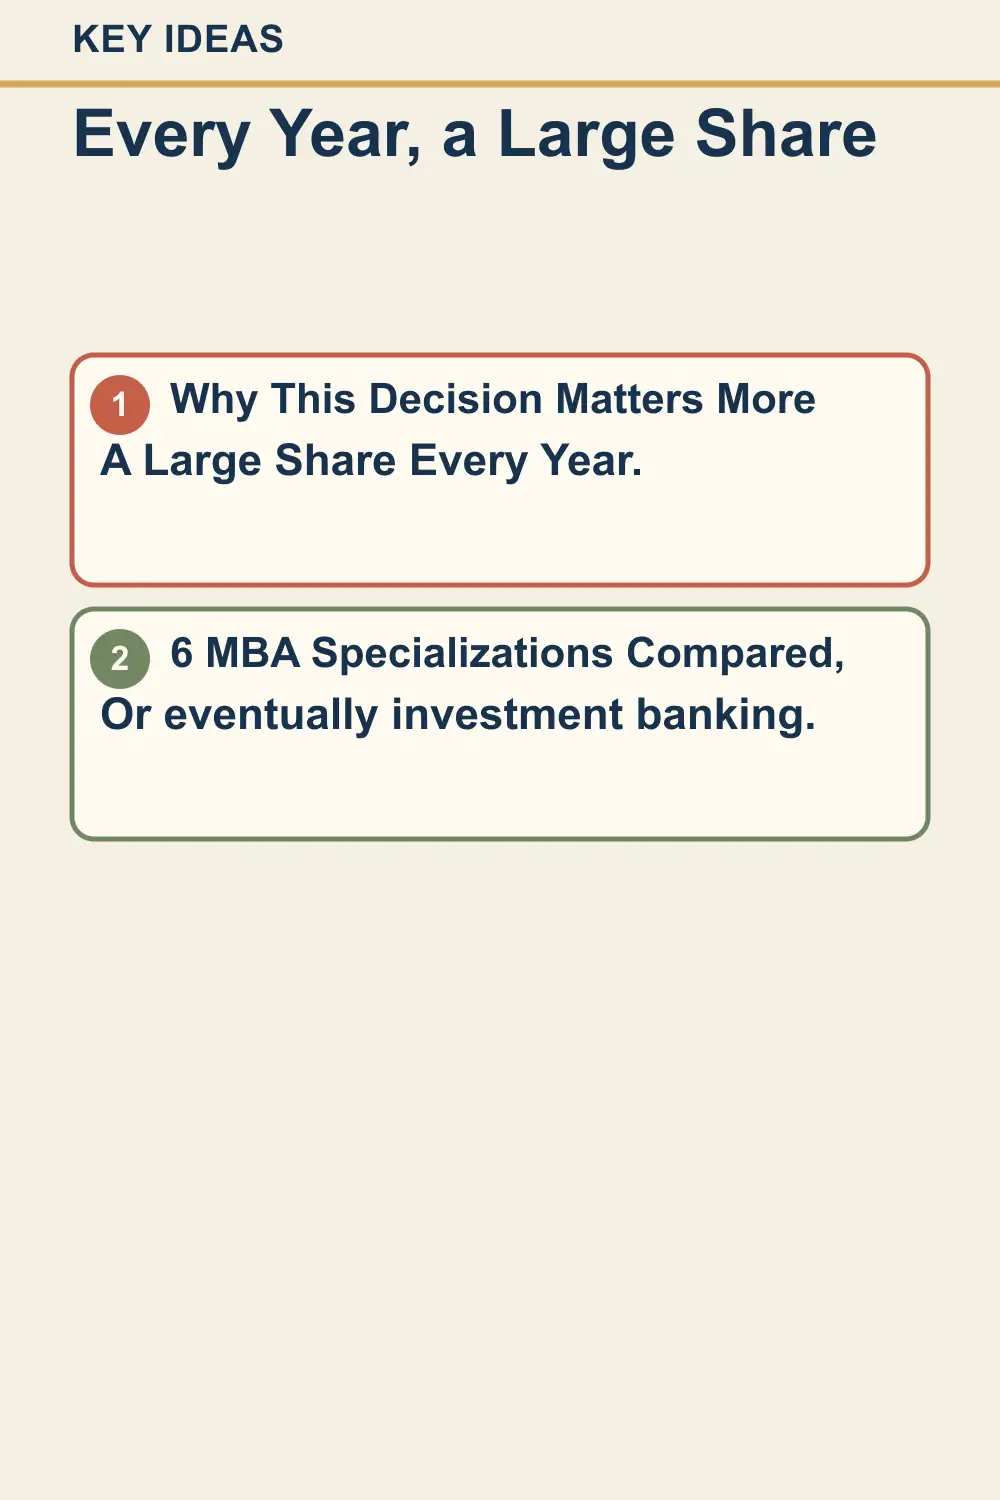 KEY IDEAS
Every Year, a Large Share
1 Why This Decision Matters More
A Large Share Every Year.
2 6 MBA Specializations Compared,
Or eventually investment banking.